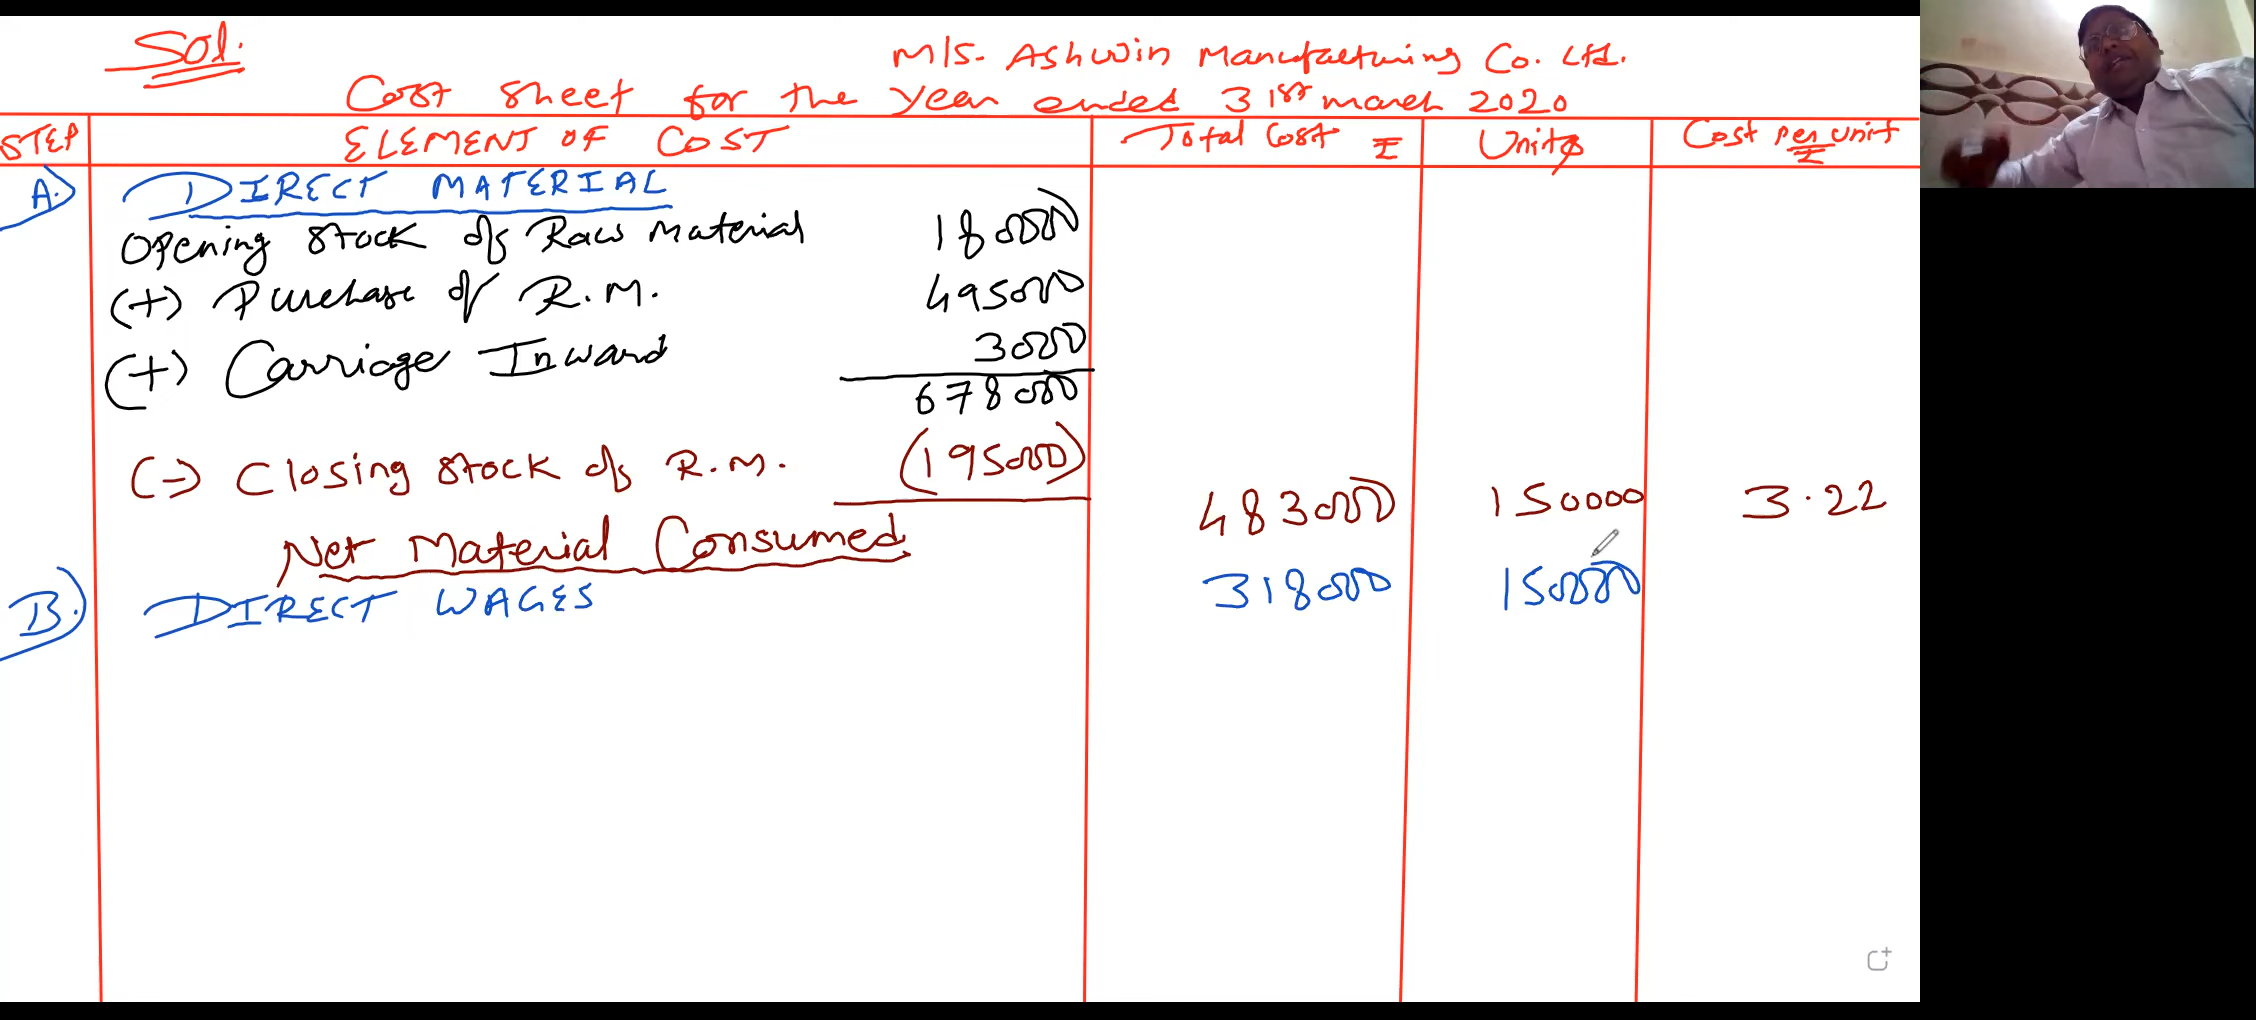 Sol.
M/S. Ashwin Manufacturing Co. Ltd.
Cost sheet for the year ended 31st march 2020
STEP ELEMENT OF COST Total Cost ₹ Units Cost per unit ₹
A.) DIRECT MATERIAL
Opening stock of Raw Material 180000
(+) Purchase of R.M. 495000
(+) Carriage Inward 3000
678000
(-) Closing stock of R.M. (195000)
Net Material Consumed 483000 150000 3.22
B.) DIRECT WAGES 318000 150000